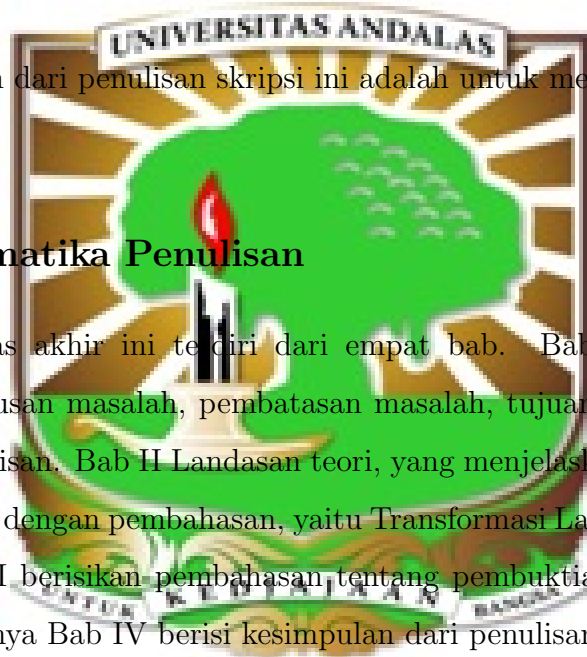 UNIVERSITAS ANDALAS
dari penulisan skripsi ini adalah untuk me
matika Penulisan
as akhir ini terdiri dari empat bab. Bab
usan masalah, pembatasan masalah, tujuan
isan. Bab II Landasan teori, yang menjelas
dengan pembahasan, yaitu Transformasi La
I berisikan pembahasan tentang pembuktia
UNTUK KEDJAJAAN BANGSA
nya Bab IV berisi kesimpulan dari penulisan